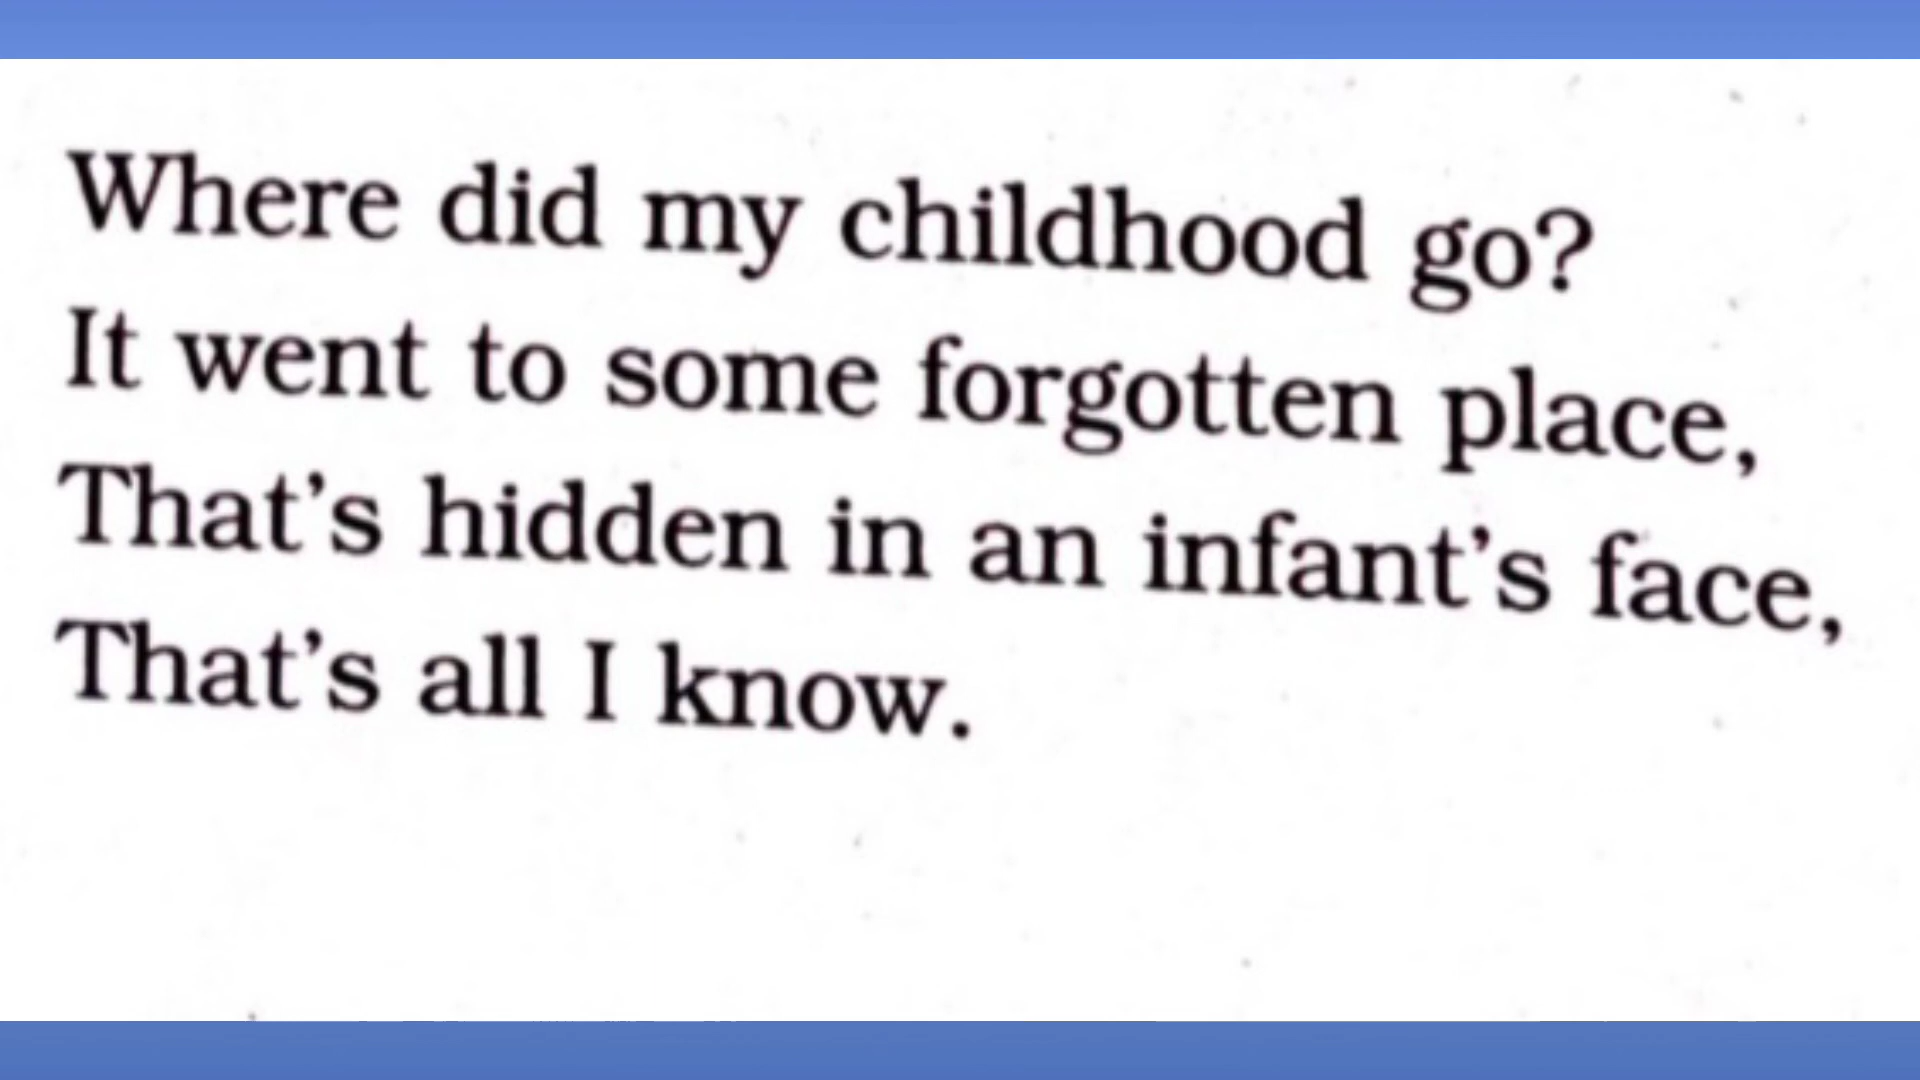 Where did my childhood go?
It went to some forgotten place,
That’s hidden in an infant’s face,
That’s all I know.